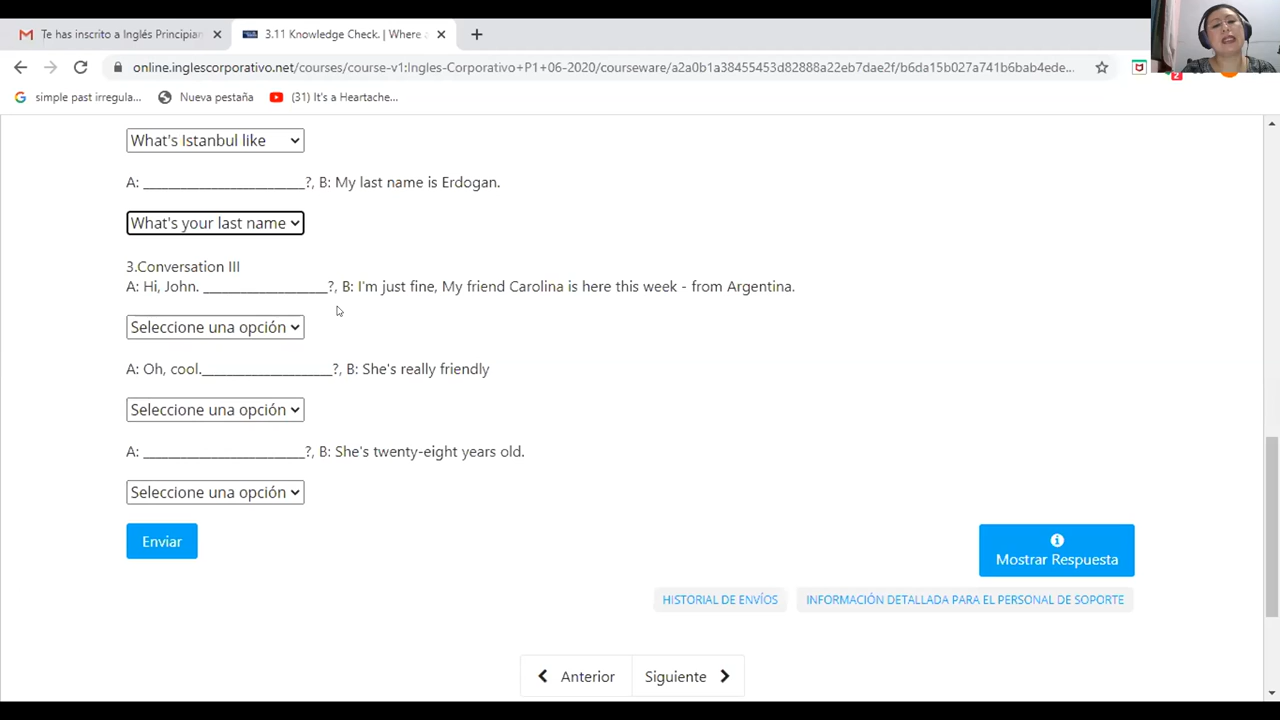 Te has inscrito a Inglés Principian
3.11 Knowledge Check. | Where
online.inglescorporativo.net/courses/course-v1:Ingles-Corporativo+P1+06-2020/courseware/a2a0b1a38455453d82888a22eb7dae2f/b6da15b027a741b6bab4ede...
2
simple past irregula...
Nueva pestaña
(31) It's a Heartache...
What's Istanbul like
A: _________________________?, B: My last name is Erdogan.
What's your last name
3.Conversation III
A: Hi, John. ___________________?, B: I'm just fine, My friend Carolina is here this week - from Argentina.
Seleccione una opción
A: Oh, cool.____________________?, B: She's really friendly
Seleccione una opción
A: _________________________?, B: She's twenty-eight years old.
Seleccione una opción
Enviar
Mostrar Respuesta
HISTORIAL DE ENVÍOS
INFORMACIÓN DETALLADA PARA EL PERSONAL DE SOPORTE
Anterior
Siguiente